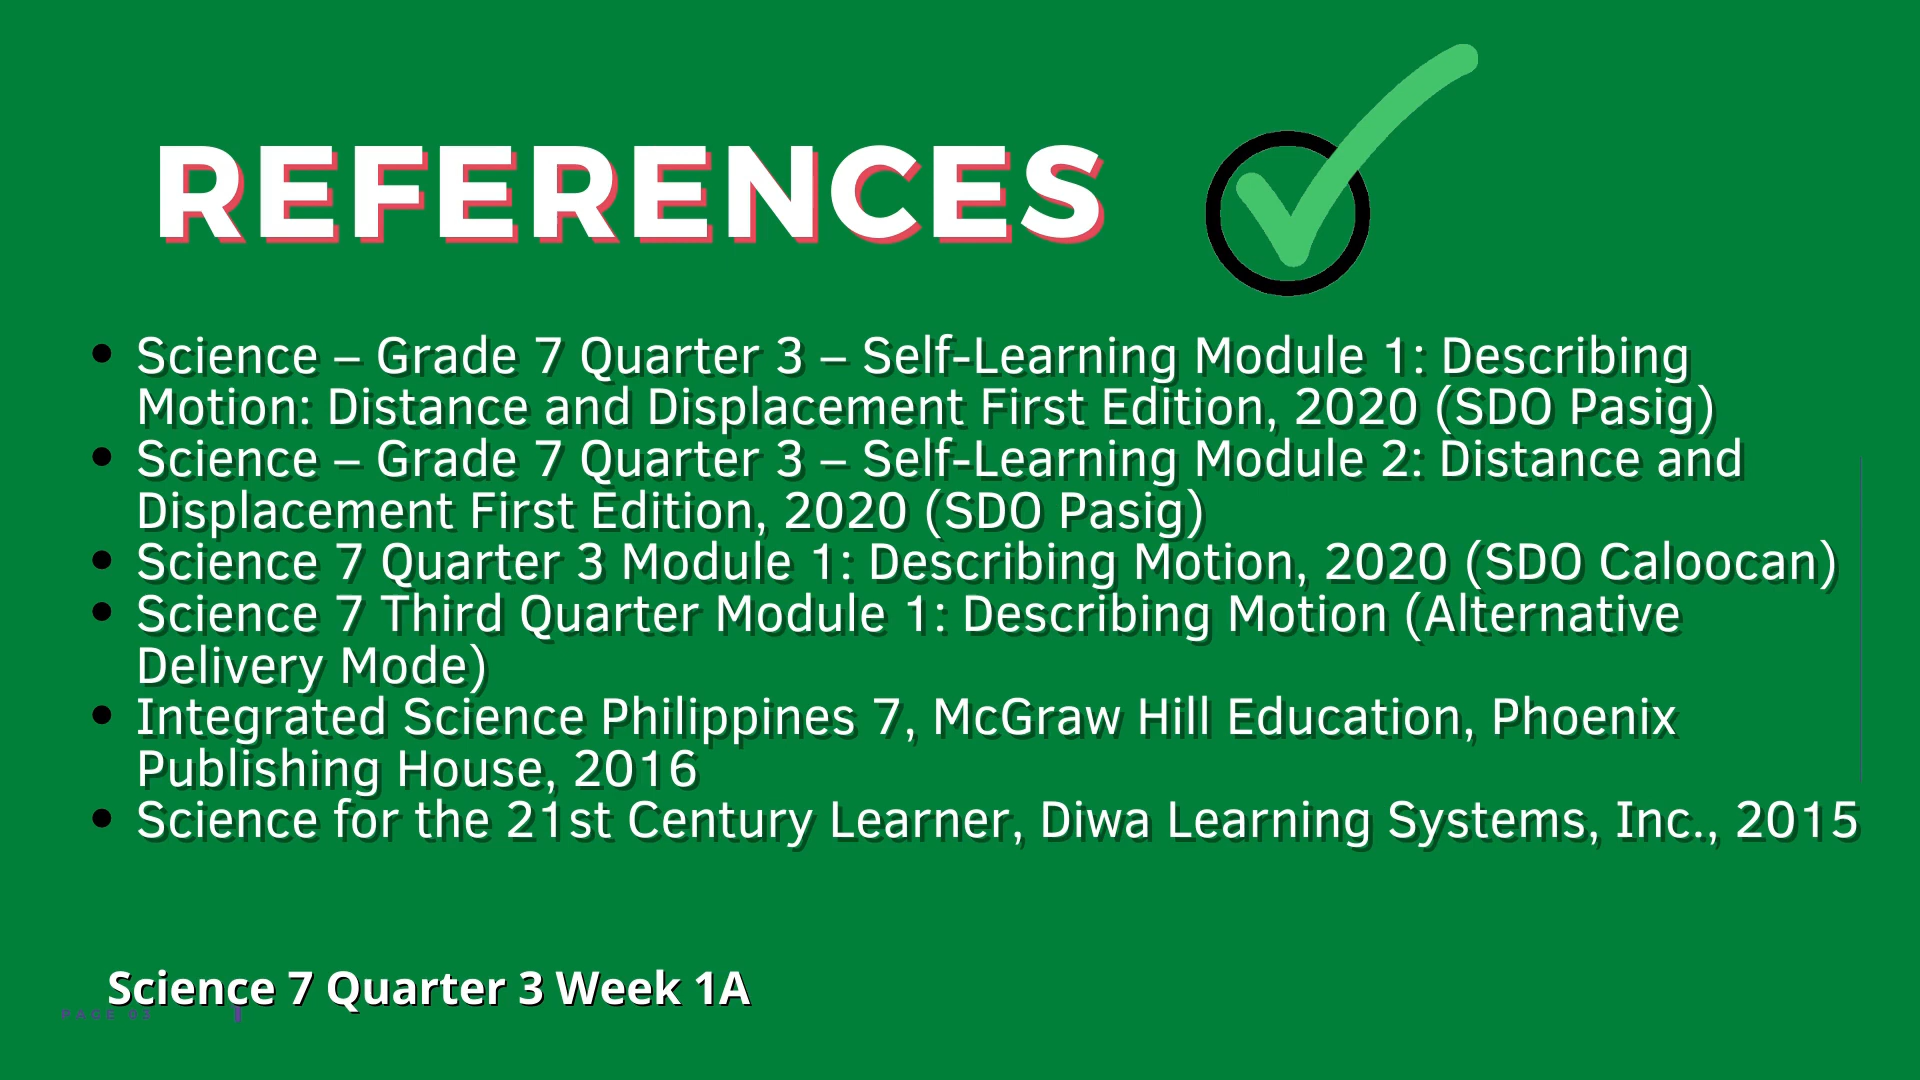 REFERENCES
• Science – Grade 7 Quarter 3 – Self-Learning Module 1: Describing
Motion: Distance and Displacement First Edition, 2020 (SDO Pasig)
• Science – Grade 7 Quarter 3 – Self-Learning Module 2: Distance and
Displacement First Edition, 2020 (SDO Pasig)
• Science 7 Quarter 3 Module 1: Describing Motion, 2020 (SDO Caloocan)
• Science 7 Third Quarter Module 1: Describing Motion (Alternative
Delivery Mode)
• Integrated Science Philippines 7, McGraw Hill Education, Phoenix
Publishing House, 2016
• Science for the 21st Century Learner, Diwa Learning Systems, Inc., 2015
Science 7 Quarter 3 Week 1A
PAGE